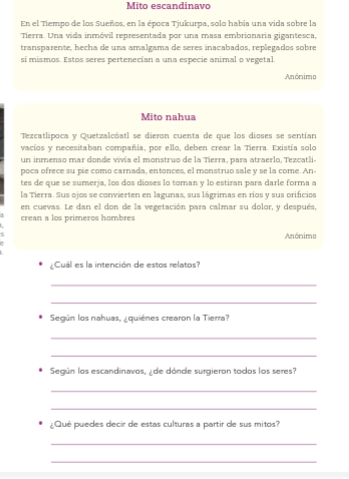 Mito escandinavo
En el Tiempo de los Sueños, en la época Tjukurpa, solo había una vida sobre la
Tierra. Una vida inmóvil representada por una masa embrionaria gigantesca,
transparente, hecha de una amalgama de seres inacabados, replegados sobre
sí mismos. Estos seres pertenecían a una especie animal o vegetal.
Anónimo
Mito nahua
Tezcatlipoca y Quetzalcóatl se dieron cuenta de que los dioses se sentían
vacíos y necesitaban compañía, por ello, deben crear la Tierra. Existía solo
un inmenso mar donde vivía el monstruo de la Tierra, para atraerlo, Tezcatli-
poca ofrece su pie como carnada, entonces, el monstruo sale y se la come. An-
tes de que se sumerja, los dos dioses lo toman y lo estiran para darle forma a
la Tierra. Sus ojos se convierten en lagunas, sus lágrimas en ríos y sus orificios
en cuevas. Le dan el don de la vegetación para calmar su dolor, y después,
crean a los primeros hombres
Anónimo
• ¿Cuál es la intención de estos relatos?
• Según los nahuas, ¿quiénes crearon la Tierra?
• Según los escandinavos, ¿de dónde surgieron todos los seres?
• ¿Qué puedes decir de estas culturas a partir de sus mitos?